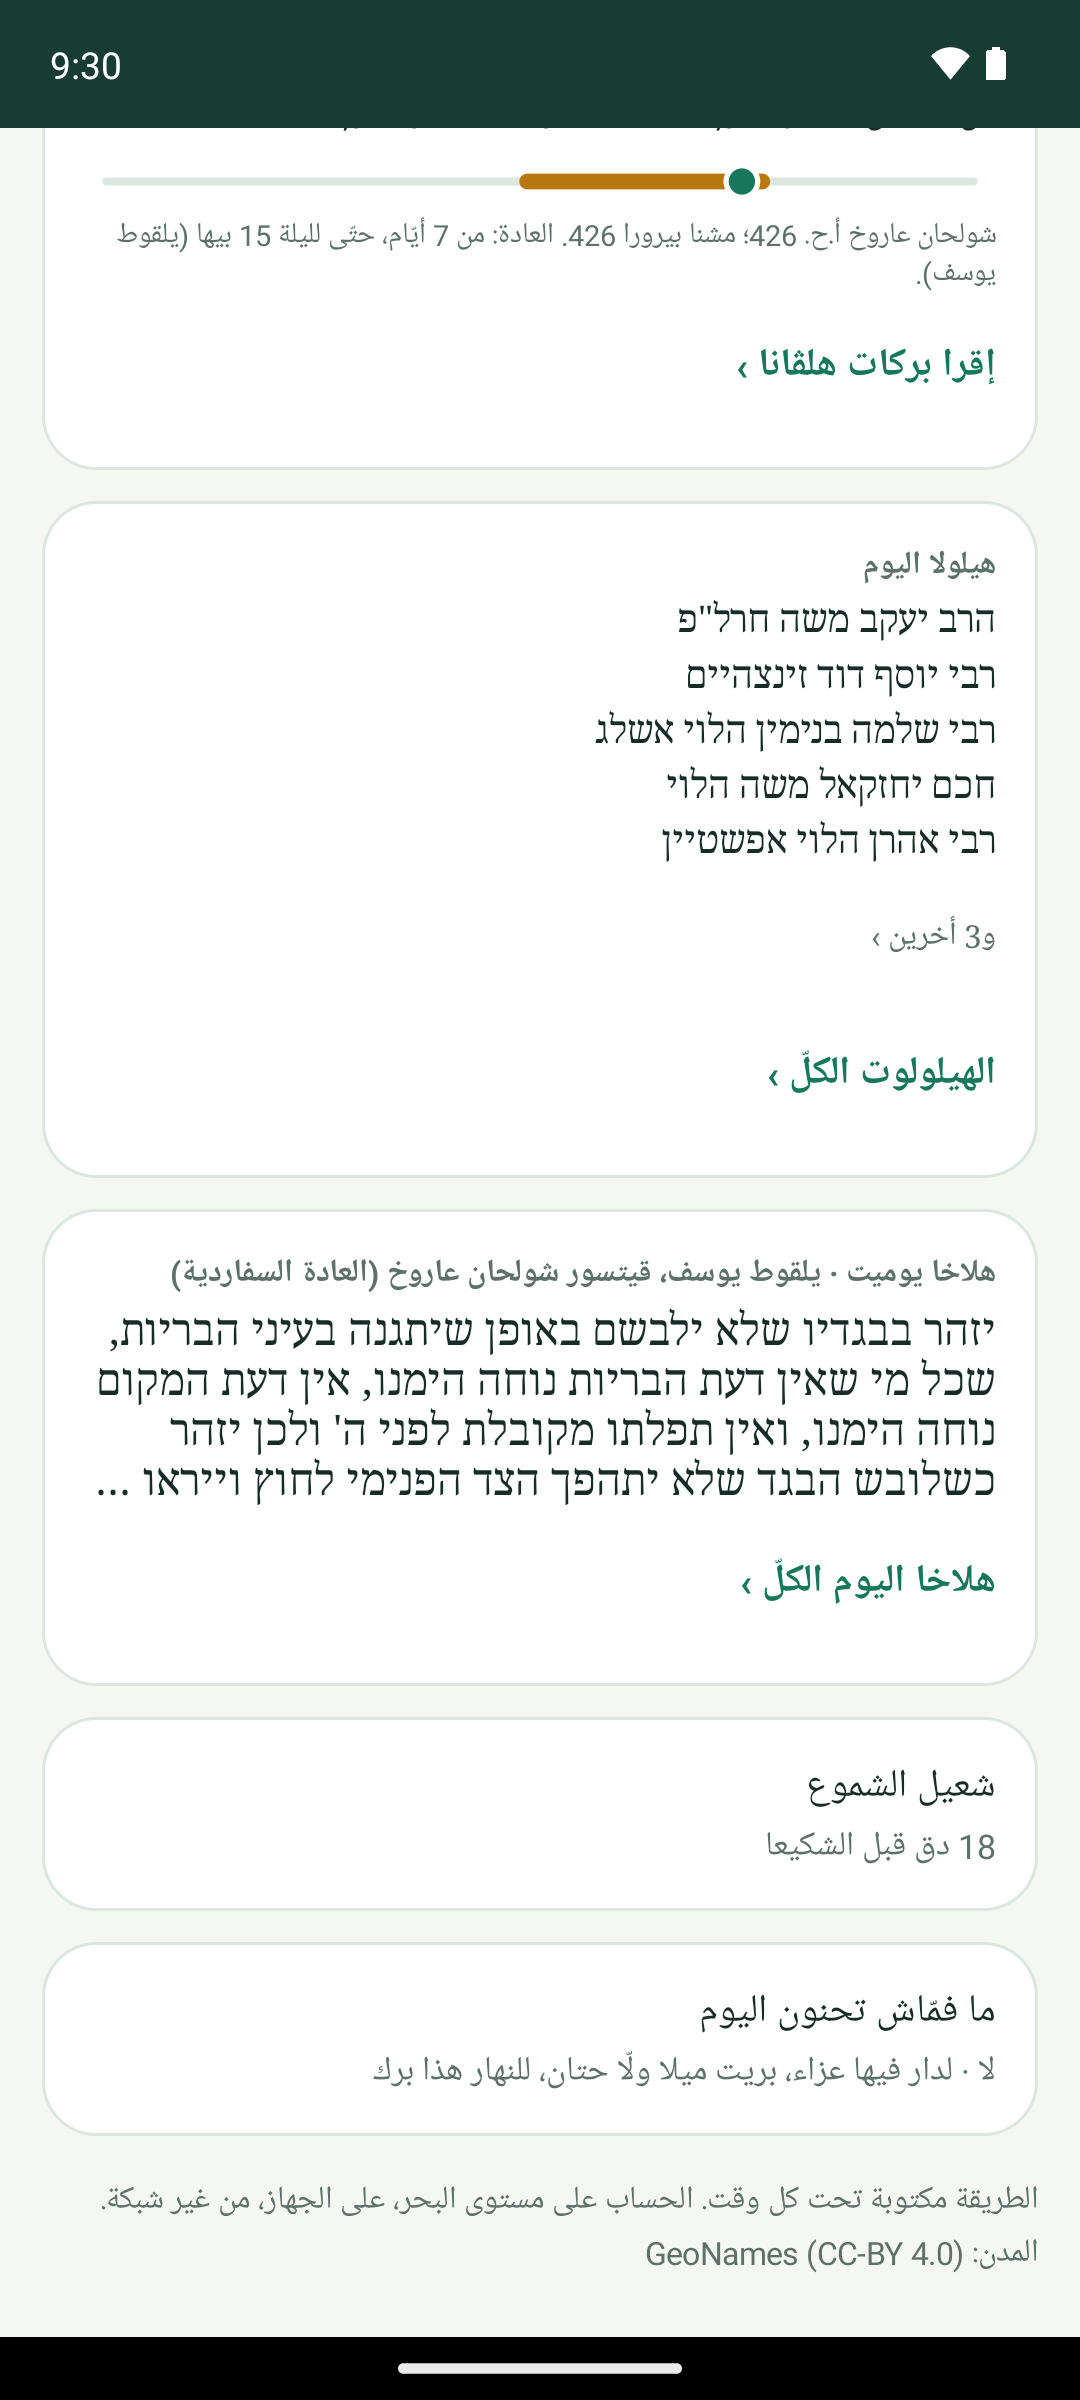 9:30
شولحان عاروخ أ.ح. 426؛ مشنا بيرورا 426. العادة: من 7 أيّام، حتّى لليلة 15 بيها (يلقوط
يوسف).
إقرا بركات هلڨانا ›
هيلولا اليوم
הרב יעקב משה חרל"פ
רבי יוסף דוד זינצהיים
רבי שלמה בנימין הלוי אשלג
חכם יחזקאל משה הלוי
רבי אהרן הלוי אפשטיין
و3 أخرين ›
الهيلولوت الكلّ ›
هلاخا يوميت · يلقوط يوسف، قيتسور شولحان عاروخ (العادة السفاردية)
יזהר בבגדיו שלא ילבשם באופן שיתגנה בעיני הבריות,
שכל מי שאין דעת הבריות נוחה הימנו, אין דעת המקום
נוחה הימנו, ואין תפלתו מקובלת לפני ה' ולכן יזהר
כשלובש הבגד שלא יתהפך הצד הפנימי לחוץ וייראו ...
هلاخا اليوم الكلّ ›
شعيل الشموع
18 دق قبل الشكيعا
ما فمّاش تحنون اليوم
لا · لدار فيها عزاء، بريت ميلا ولّا حتان، للنهار هذا برك
الطريقة مكتوبة تحت كل وقت. الحساب على مستوى البحر، على الجهاز، من غير شبكة.
المدن: GeoNames (CC-BY 4.0)